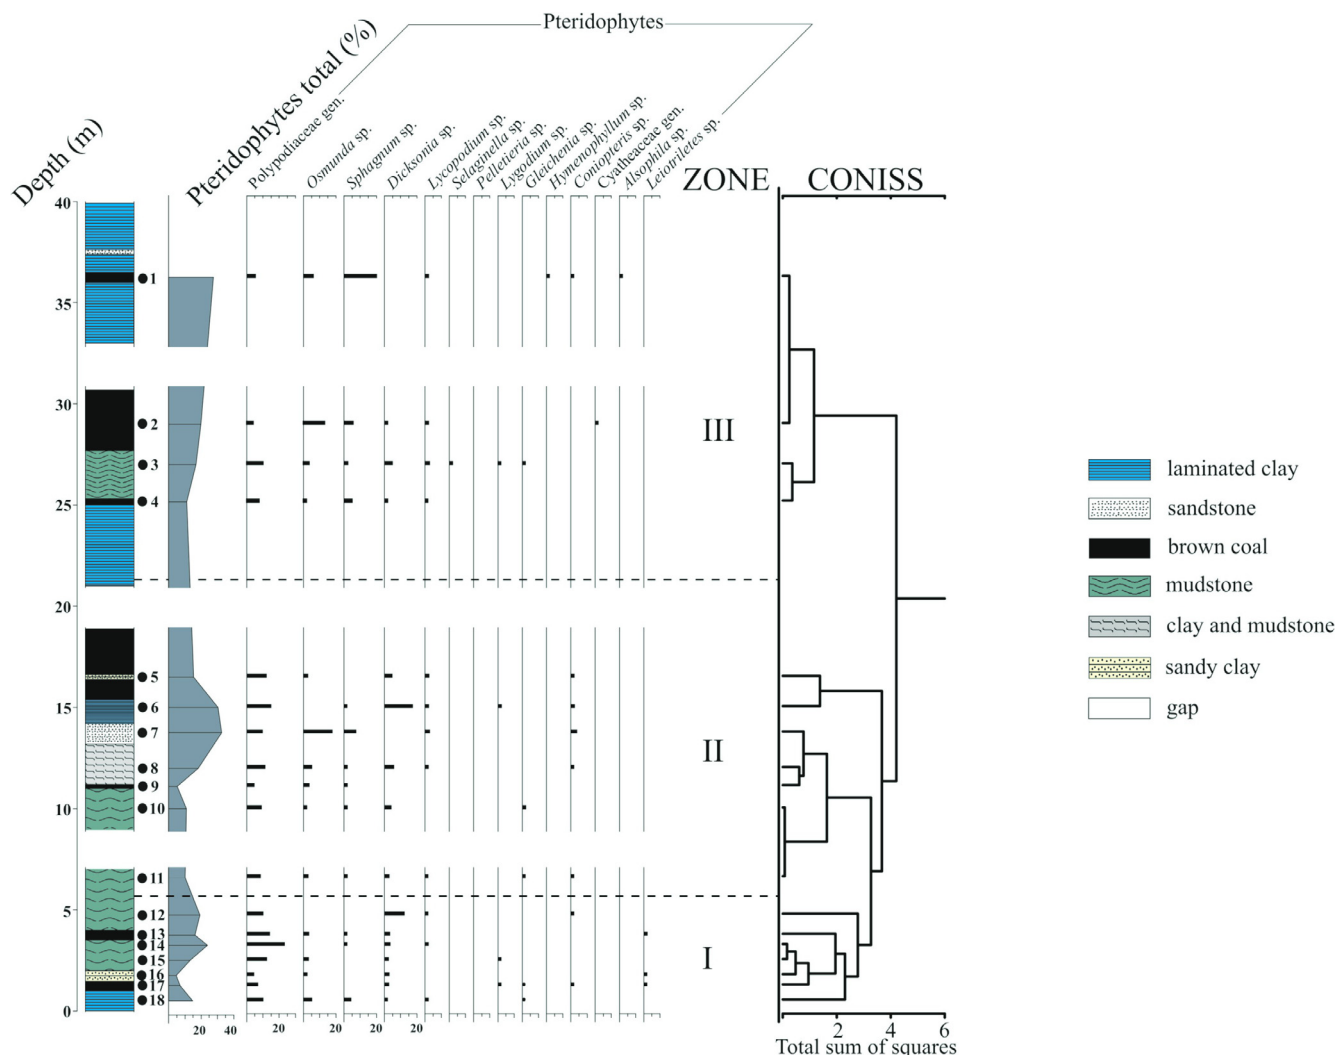 Pteridophytes
Depth (m)
Pteridophytes total (%)
Polypodiaceae gen.
Osmunda sp.
Sphagnum sp.
Dicksonia sp.
Lycopodium sp.
Selaginella sp.
Pelletieria sp.
Lygodium sp.
Gleichenia sp.
Hymenophyllum sp.
Coniopteris sp.
Cyatheaceae gen.
Alsophila sp.
Leiotriletes sp.
ZONE
CONISS
40
1
35
30
2
III
3
laminated clay
4
25
sandstone
brown coal
mudstone
20
clay and mudstone
5
sandy clay
15
6
gap
7
II
8
9
10
10
11
5
12
13
14
I
15
16
17
18
0
20 40
20
20
20
20
2 4 6
Total sum of squares